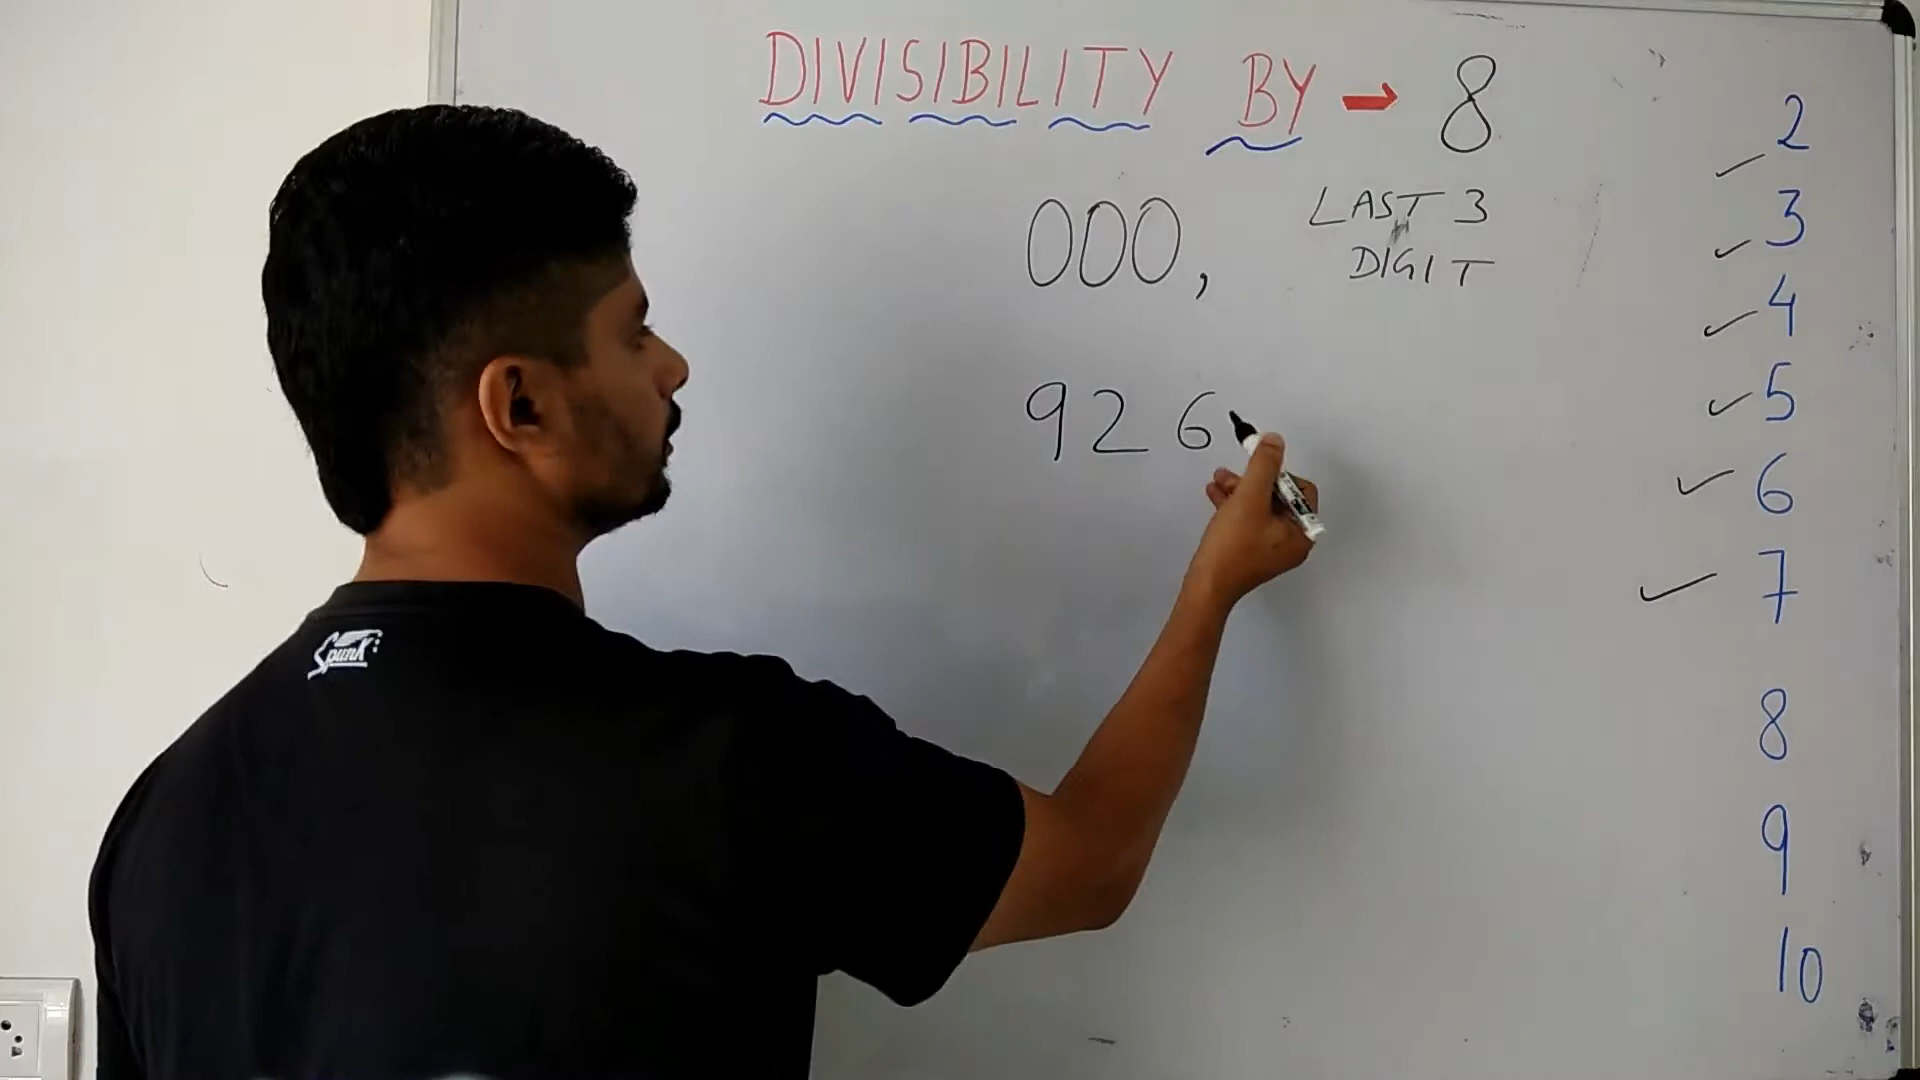 DIVISIBILITY BY → 8
000,
LAST 3
DIGIT
926
2
3
4
5
6
7
8
9
10
Spunk